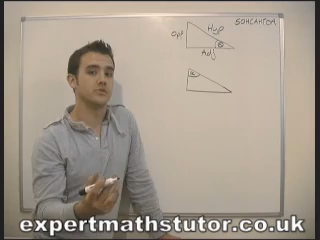 SOHCAHTOA
Opp Hyp
θ
Adj
α
expertmathstutor.co.uk